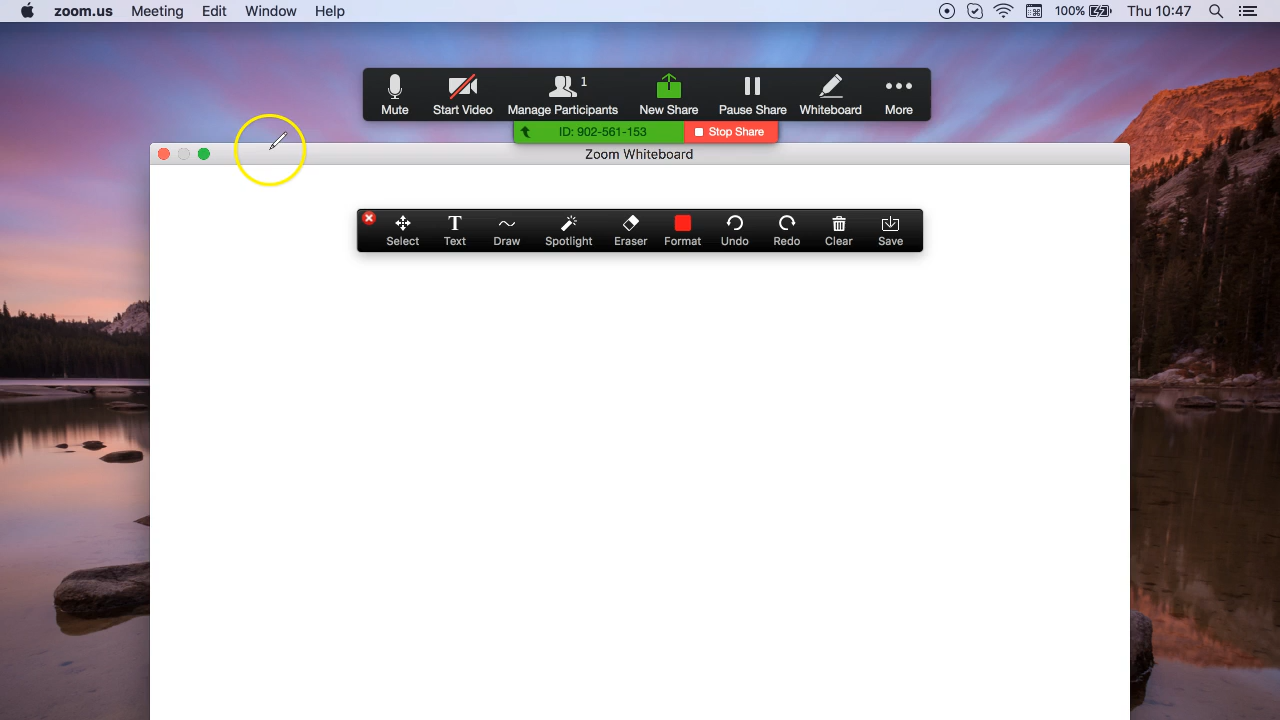 zoom.us Meeting Edit Window Help 100% Thu 10:47
1
Mute Start Video Manage Participants New Share Pause Share Whiteboard More
ID: 902-561-153 Stop Share
Zoom Whiteboard
Select Text Draw Spotlight Eraser Format Undo Redo Clear Save